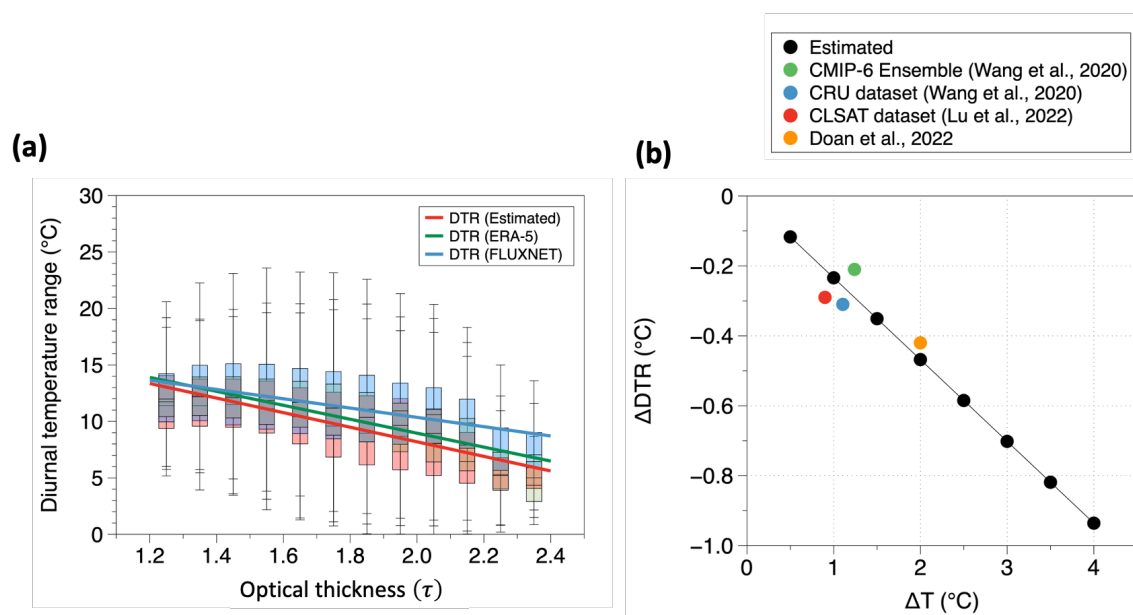 Estimated
CMIP-6 Ensemble (Wang et al., 2020)
CRU dataset (Wang et al., 2020)
CLSAT dataset (Lu et al., 2022)
Doan et al., 2022
(a)
(b)
30
25
20
15
10
5
0
Diurnal temperature range (°C)
DTR (Estimated)
DTR (ERA-5)
DTR (FLUXNET)
1.2 1.4 1.6 1.8 2.0 2.2 2.4
Optical thickness (τ)
0
−0.2
−0.4
−0.6
−0.8
−1.0
ΔDTR (°C)
0 1 2 3 4
ΔT (°C)